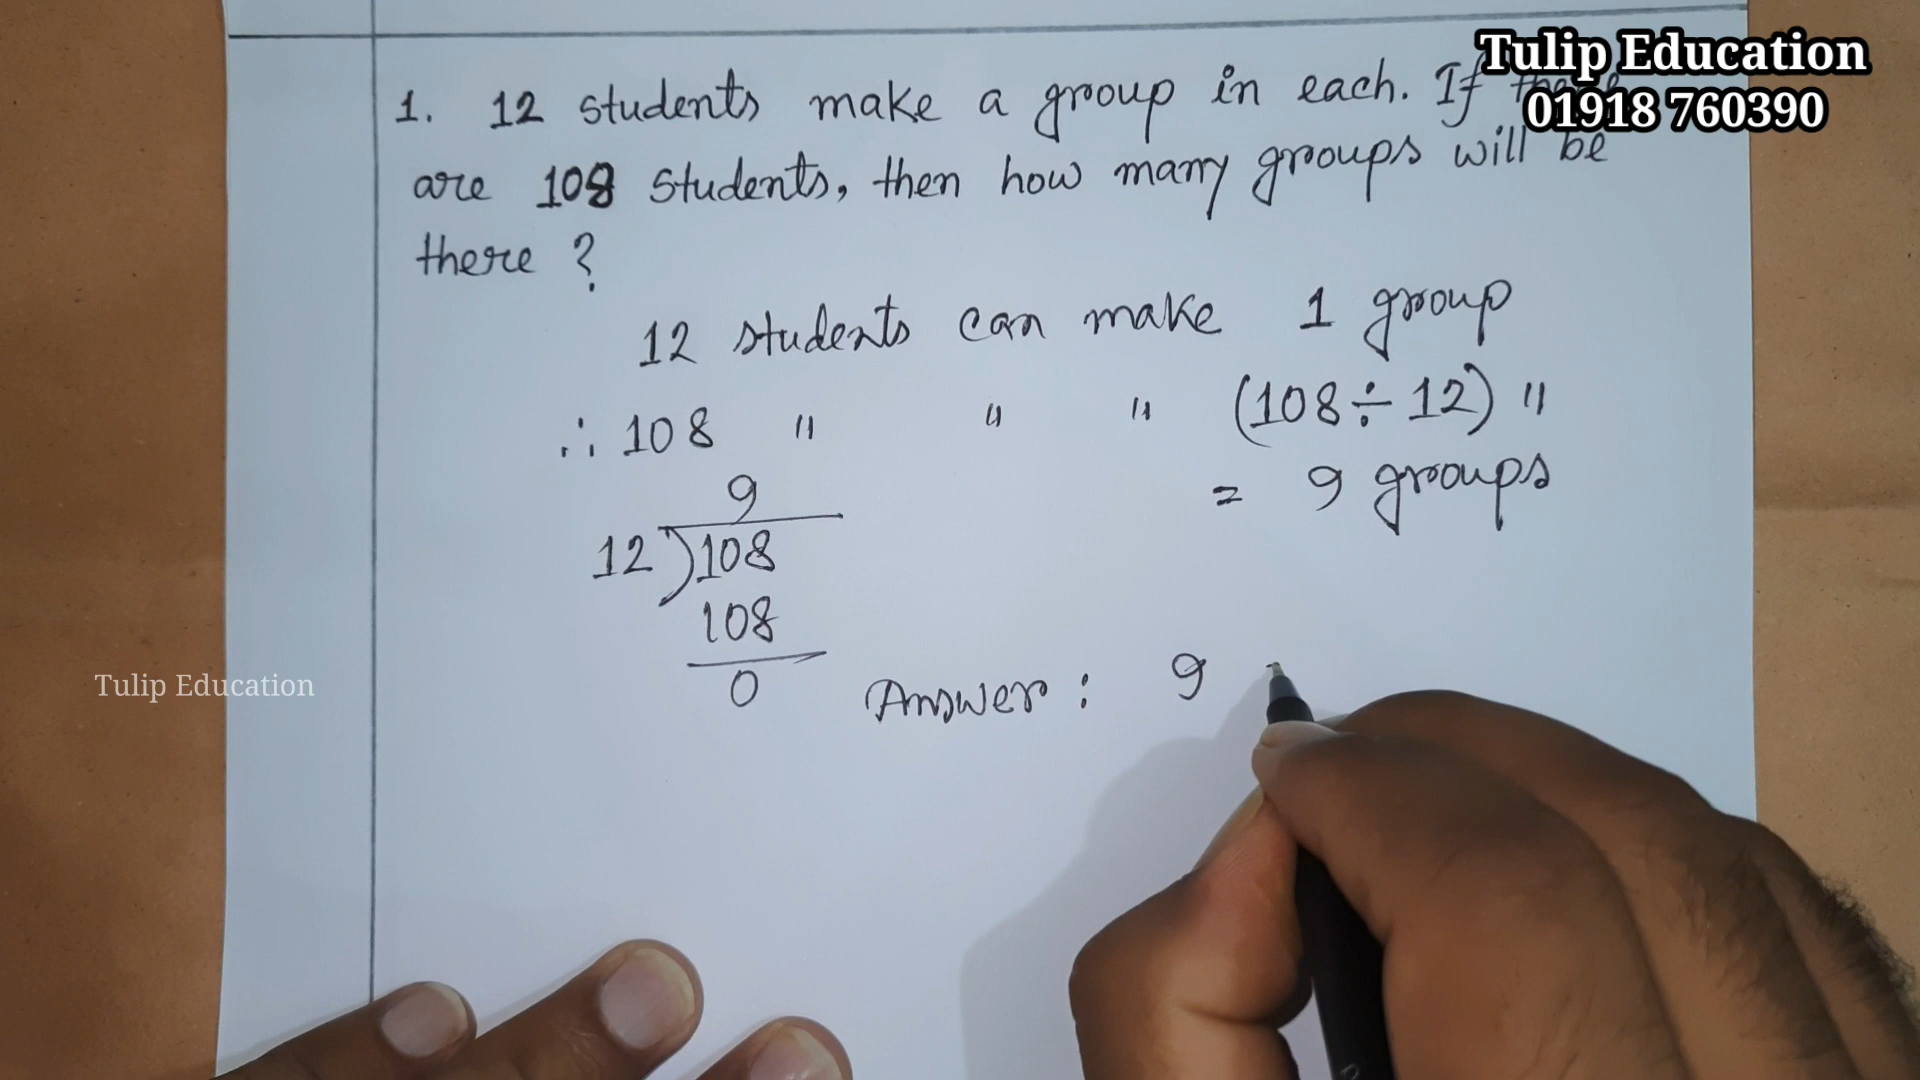 Tulip Education
01918 760390
1. 12 students make a group in each. If there
are 108 students, then how many groups will be
there ?
12 students can make 1 group
∴ 108 " " " (108 ÷ 12) "
= 9 groups
9
12)108
108
0
Answer : 9
Tulip Education